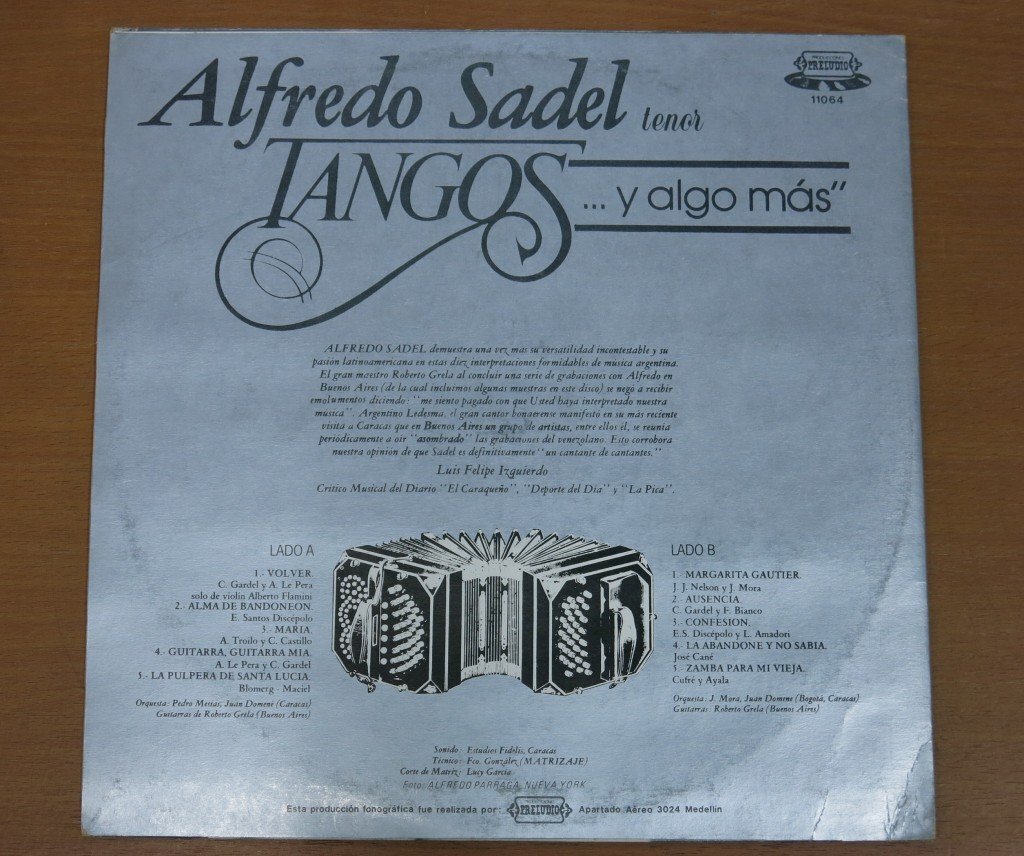 Alfredo Sadel tenor
PRODUCCIONES
PRELUDIO
11064
TANGOS
... y algo más"
ALFREDO SADEL demuestra una vez mas su versatilidad incontestable y su
pasión latinoamericana en estas diez interpretaciones formidables de musica argentina.
El gran maestro Roberto Grela al concluir una serie de grabaciones con Alfredo en
Buenos Aires (de la cual incluimos algunas muestras en este disco) se nego a recibir
emolumentos diciendo: "me siento pagado con que Usted haya interpretado nuestra
musica". Argentino Ledesma, el gran cantor bonaerense manifestó en su más reciente
visita a Caracas que en Buenos Aires un grupo de artistas, entre ellos él, se reunia
periódicamente a oir "asombrado" las grabaciones del venezolano. Esto corrobora
nuestra opinión de que Sadel es definitivamente "un cantante de cantantes."
Luis Felipe Izquierdo
Critico Musical del Diario "El Caraqueño", "Deporte del Dia" y "La Pica".
LADO A
1.- VOLVER.
C. Gardel y A. Le Pera
solo de violin Alberto Flamini
2.- ALMA DE BANDONEON.
E. Santos Discépolo
3.- MARIA.
A. Troilo y C. Castillo
4.- GUITARRA, GUITARRA MIA.
A. Le Pera y C. Gardel
5.- LA PULPERA DE SANTA LUCIA.
Blomerg - Maciel
Orquesta: Pedro Mesias, Juan Domené (Caracas)
Guitarras de Roberto Grela (Buenos Aires)
LADO B
1.- MARGARITA GAUTIER.
J. J. Nelson y J. Mora
2.- AUSENCIA.
C. Gardel y F. Bianco
3.- CONFESION.
E.S. Discépolo y L. Amadori
4.- LA ABANDONE Y NO SABIA.
José Cané
5.- ZAMBA PARA MI VIEJA.
Cufré y Ayala
Orquesta: J. Mora, Juan Domene (Bogotá, Caracas)
Guitarras: Roberto Grela (Buenos Aires)
Sonido: Estudios Fidelis, Caracas
Técnico: Fco. González (MATRIZAJE)
Corte de Matriz: Lucy García
Foto: ALFREDO PARRAGA, NUEVA YORK
Esta producción fonográfica fue realizada por: PRELUDIO Apartado Aéreo 3024 Medellín